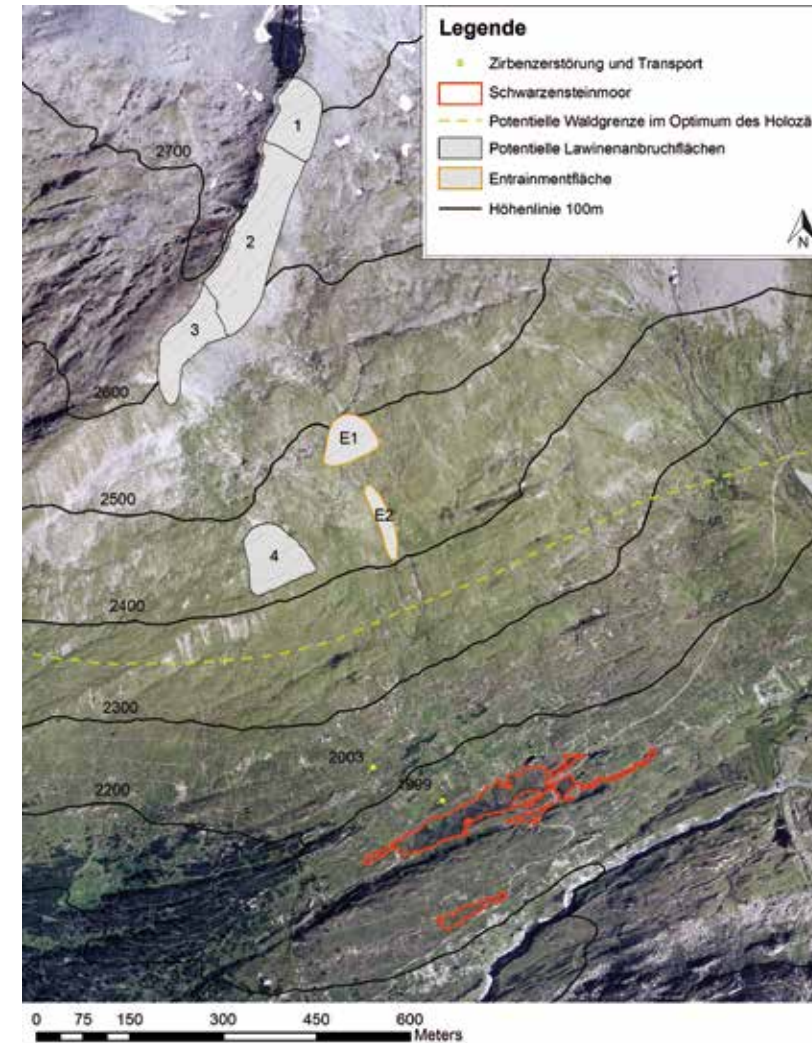 Legende
Zirbenzerstörung und Transport
Schwarzensteinmoor
Potentielle Waldgrenze im Optimum des Holozä
Potentielle Lawinenanbruchflächen
Entrainmentfläche
Höhenlinie 100m
N
1
2700
2
3
2600
E1
2500
E2
4
2400
2300
2003
1999
2200
0 75 150 300 450 600
Meters